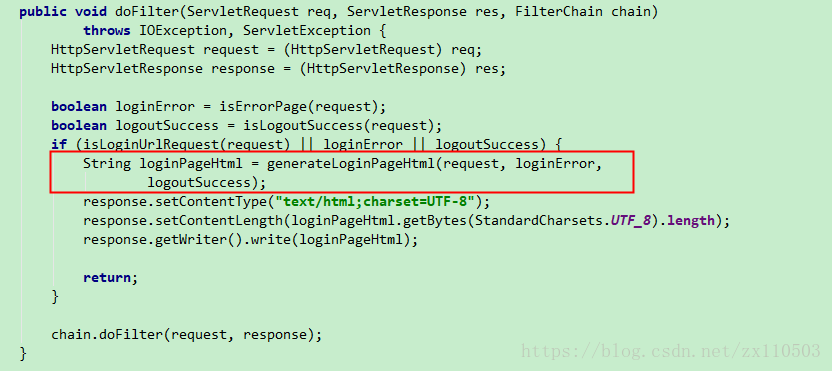 public void doFilter(ServletRequest req, ServletResponse res, FilterChain chain)
        throws IOException, ServletException {
    HttpServletRequest request = (HttpServletRequest) req;
    HttpServletResponse response = (HttpServletResponse) res;

    boolean loginError = isErrorPage(request);
    boolean logoutSuccess = isLogoutSuccess(request);
    if (isLoginUrlRequest(request) || loginError || logoutSuccess) {
        String loginPageHtml = generateLoginPageHtml(request, loginError,
                logoutSuccess);
        response.setContentType("text/html;charset=UTF-8");
        response.setContentLength(loginPageHtml.getBytes(StandardCharsets.UTF_8).length);
        response.getWriter().write(loginPageHtml);

        return;
    }

    chain.doFilter(request, response);
}
https://blog.csdn.net/zx110503